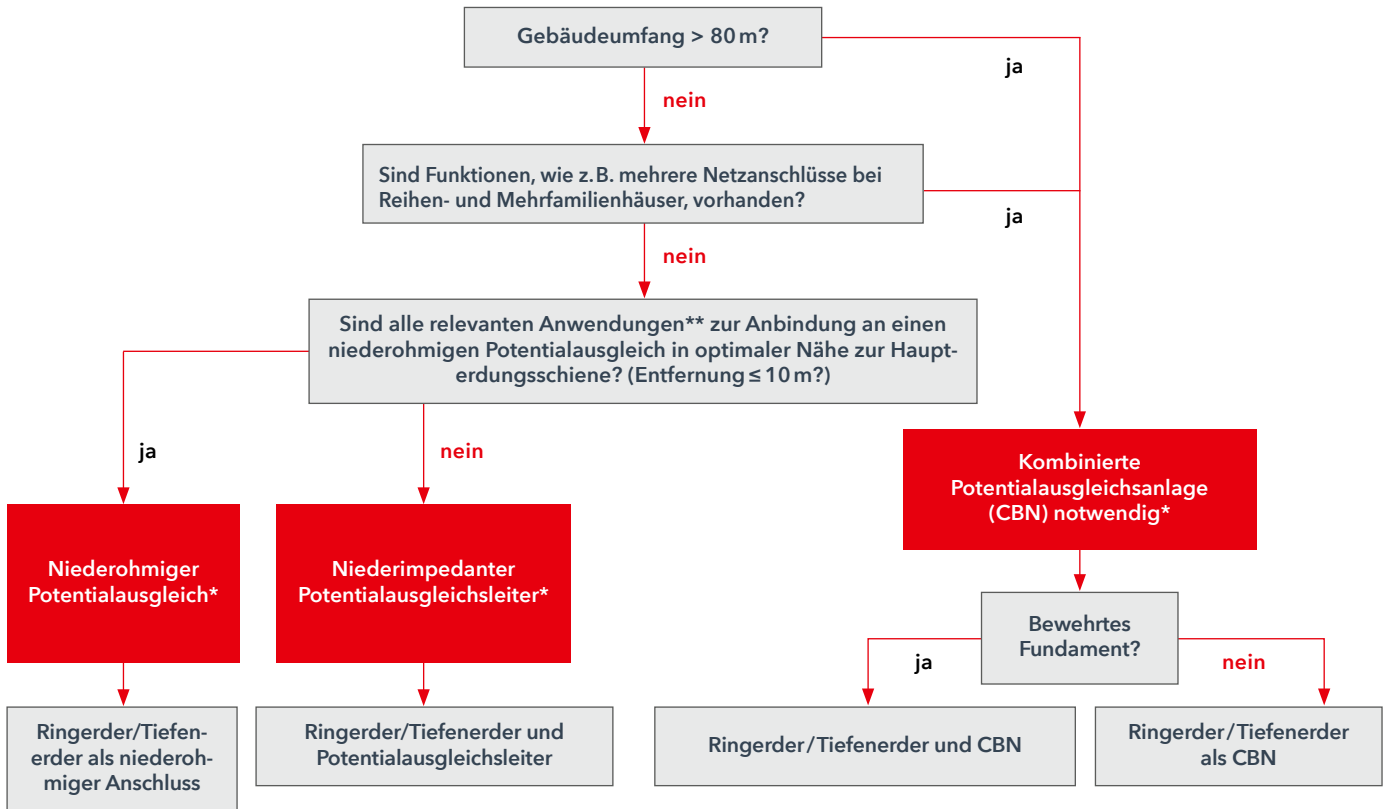 Gebäudeumfang > 80 m?
ja
nein
Sind Funktionen, wie z. B. mehrere Netzanschlüsse bei
Reihen- und Mehrfamilienhäuser, vorhanden?
ja
nein
Sind alle relevanten Anwendungen** zur Anbindung an einen
niederohmigen Potentialausgleich in optimaler Nähe zur Haupt-
erdungsschiene? (Entfernung ≤ 10 m?)
ja
nein
Kombinierte
Potentialausgleichsanlage
(CBN) notwendig*
Niederohmiger
Potentialausgleich*
Niederimpedanter
Potentialausgleichsleiter*
Bewehrtes
Fundament?
ja
nein
Ringerder/Tiefen-
erder als niederoh-
miger Anschluss
Ringerder/Tiefenerder und
Potentialausgleichsleiter
Ringerder / Tiefenerder und CBN
Ringerder / Tiefenerder
als CBN